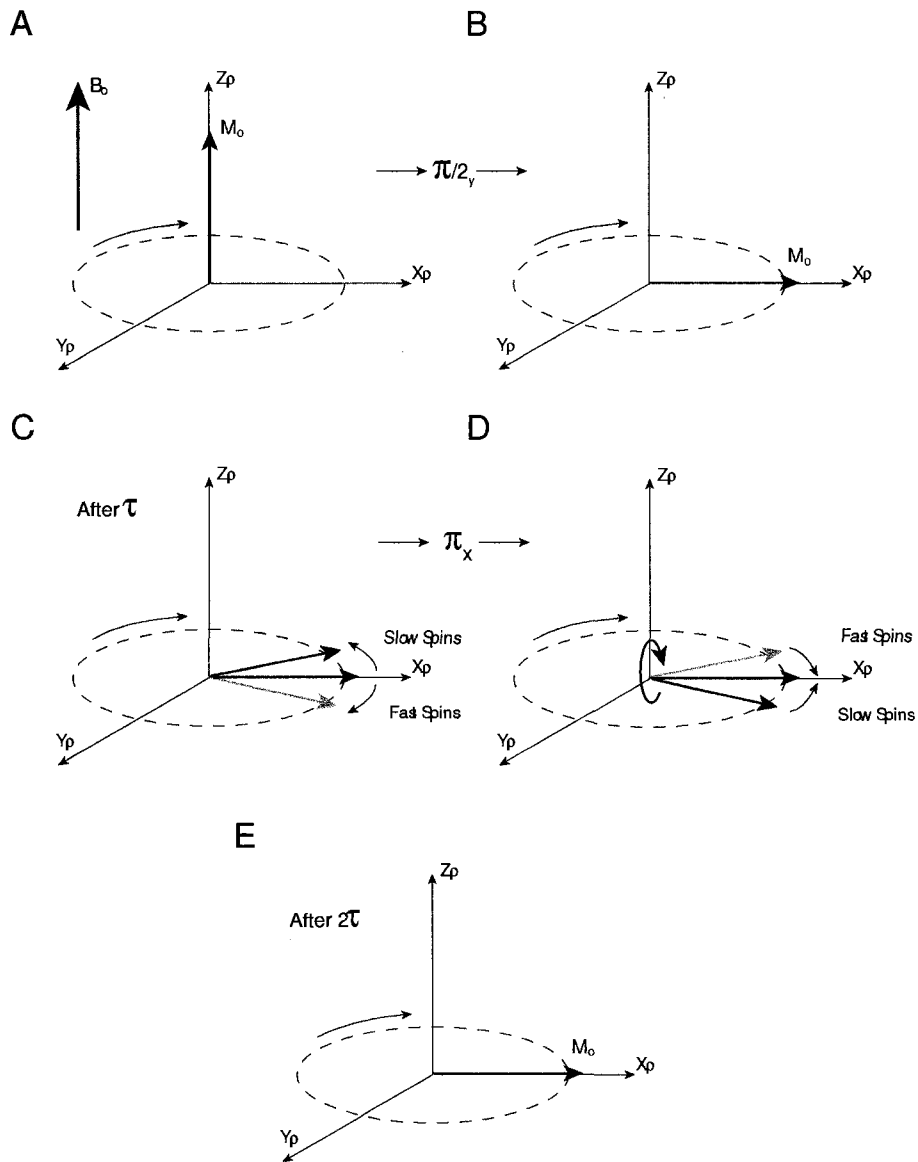 A
B₀
Zρ
M₀
Xρ
Yρ
π/2y
B
Zρ
M₀
Xρ
Yρ
C
After τ
Zρ
Slow Spins
Xρ
Fast Spins
Yρ
πX
D
Zρ
Fast Spins
Xρ
Slow Spins
Yρ
E
After 2τ
Zρ
M₀
Xρ
Yρ